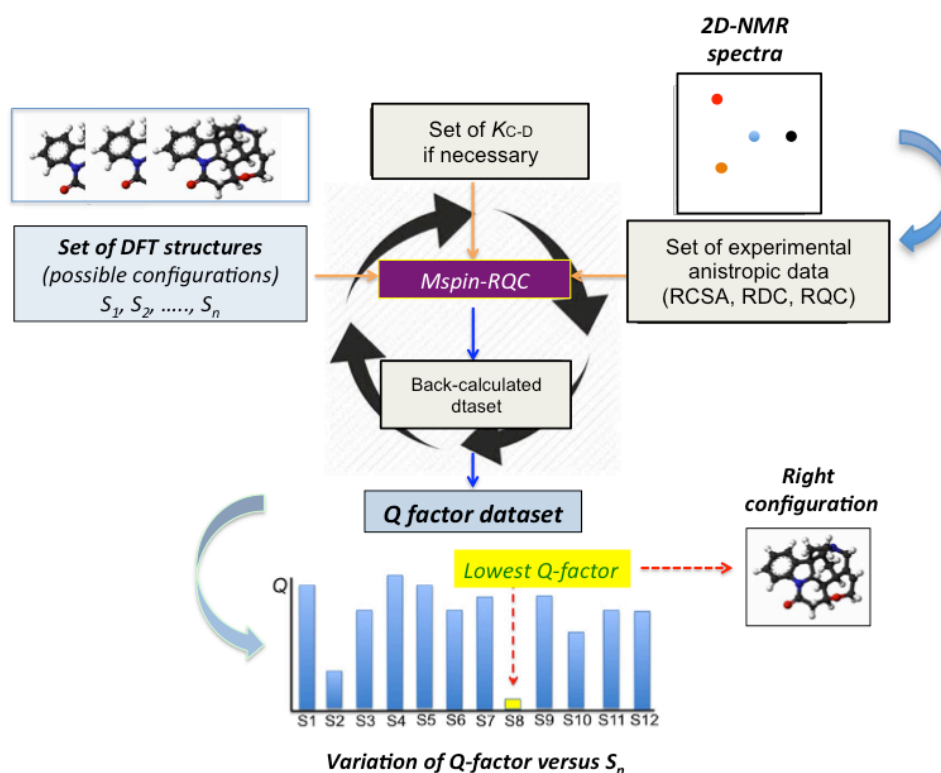 2D-NMR
spectra
Set of KC-D
if necessary
Set of DFT structures
(possible configurations)
S1, S2, ....., Sn
Mspin-RQC
Set of experimental
anistropic data
(RCSA, RDC, RQC)
Back-calculated
dtaset
Q factor dataset
Right
configuration
Lowest Q-factor
Q
S1 S2 S3 S4 S5 S6 S7 S8 S9 S10 S11 S12
Variation of Q-factor versus Sn